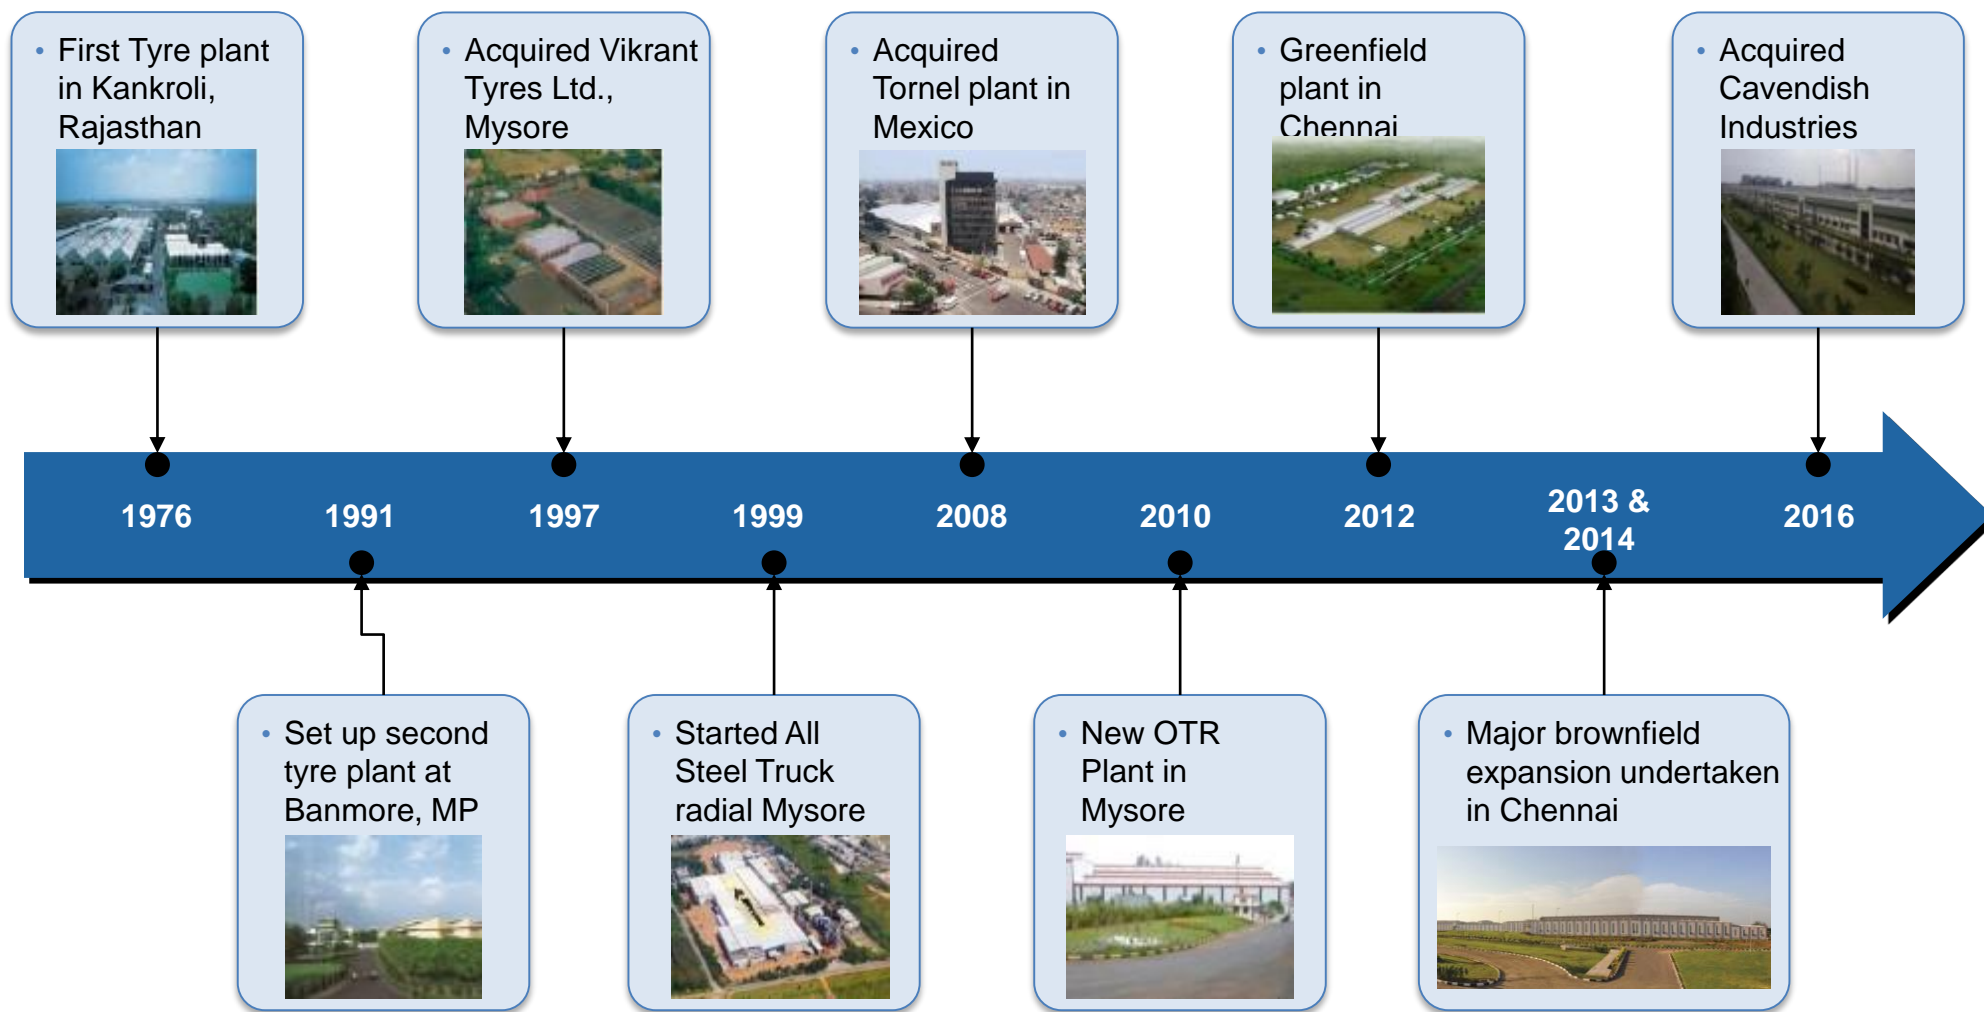 • First Tyre plant
in Kankroli,
Rajasthan
• Acquired Vikrant
Tyres Ltd.,
Mysore
• Acquired
Tornel plant in
Mexico
• Greenfield
plant in
Chennai
• Acquired
Cavendish
Industries
1976
1991
1997
1999
2008
2010
2012
2013 &
2014
2016
• Set up second
tyre plant at
Banmore, MP
• Started All
Steel Truck
radial Mysore
• New OTR
Plant in
Mysore
• Major brownfield
expansion undertaken
in Chennai